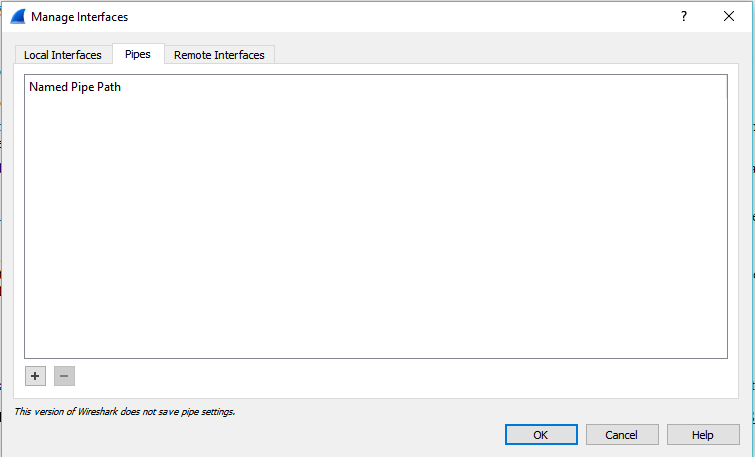 Manage Interfaces
?
Local Interfaces Pipes Remote Interfaces
Named Pipe Path
+ −
This version of Wireshark does not save pipe settings.
OK Cancel Help